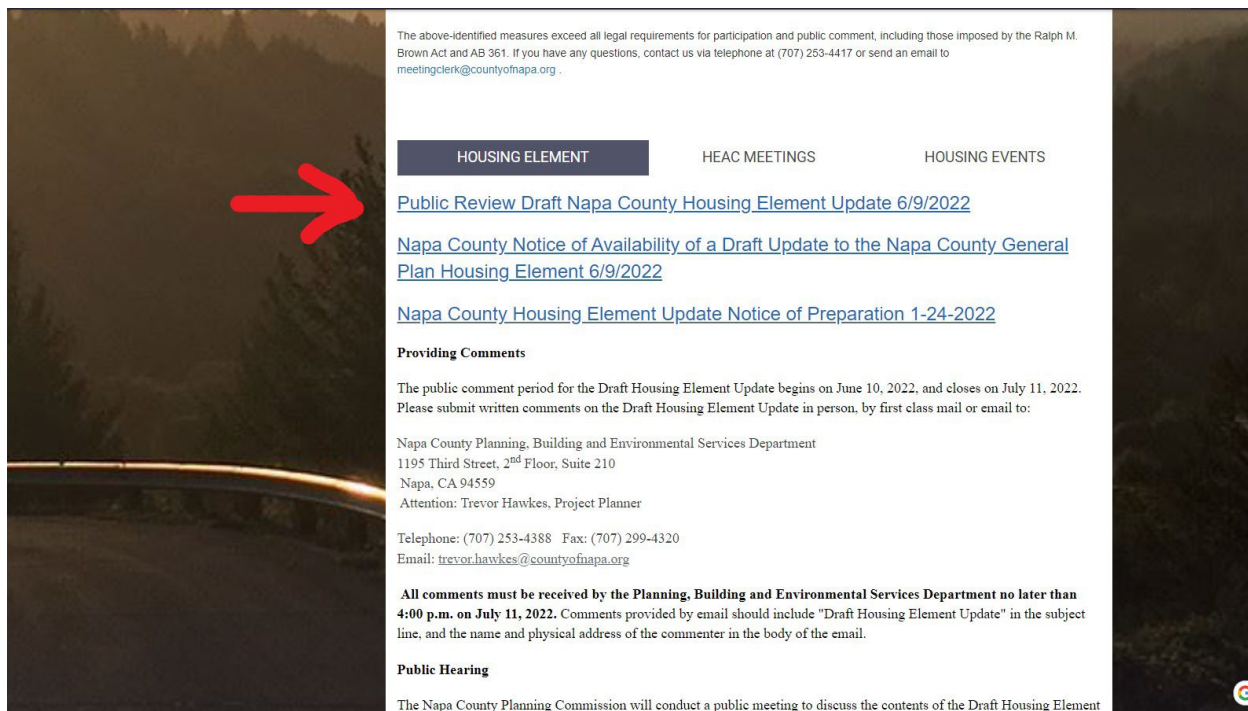 The above-identified measures exceed all legal requirements for participation and public comment, including those imposed by the Ralph M.
Brown Act and AB 361. If you have any questions, contact us via telephone at (707) 253-4417 or send an email to
meetingclerk@countyofnapa.org .
HOUSING ELEMENT
HEAC MEETINGS
HOUSING EVENTS
Public Review Draft Napa County Housing Element Update 6/9/2022
Napa County Notice of Availability of a Draft Update to the Napa County General
Plan Housing Element 6/9/2022
Napa County Housing Element Update Notice of Preparation 1-24-2022
Providing Comments
The public comment period for the Draft Housing Element Update begins on June 10, 2022, and closes on July 11, 2022.
Please submit written comments on the Draft Housing Element Update in person, by first class mail or email to:
Napa County Planning, Building and Environmental Services Department
1195 Third Street, 2nd Floor, Suite 210
Napa, CA 94559
Attention: Trevor Hawkes, Project Planner
Telephone: (707) 253-4388 Fax: (707) 299-4320
Email: trevor.hawkes@countyofnapa.org
All comments must be received by the Planning, Building and Environmental Services Department no later than
4:00 p.m. on July 11, 2022. Comments provided by email should include "Draft Housing Element Update" in the subject
line, and the name and physical address of the commenter in the body of the email.
Public Hearing
The Napa County Planning Commission will conduct a public meeting to discuss the contents of the Draft Housing Element